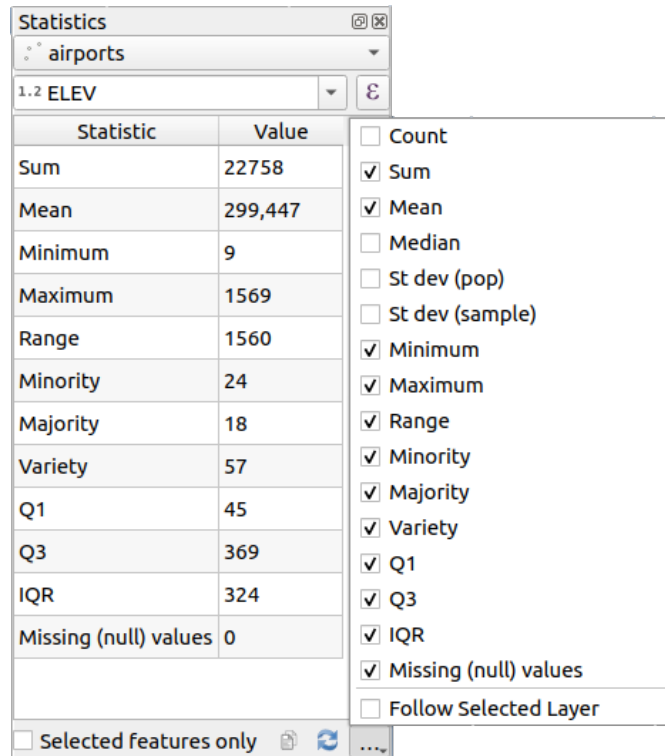 Statistics
airports
1.2 ELEV ε
Statistic Value
Sum 22758
Mean 299,447
Minimum 9
Maximum 1569
Range 1560
Minority 24
Majority 18
Variety 57
Q1 45
Q3 369
IQR 324
Missing (null) values 0
Selected features only ...
Count
Sum
Mean
Median
St dev (pop)
St dev (sample)
Minimum
Maximum
Range
Minority
Majority
Variety
Q1
Q3
IQR
Missing (null) values
Follow Selected Layer